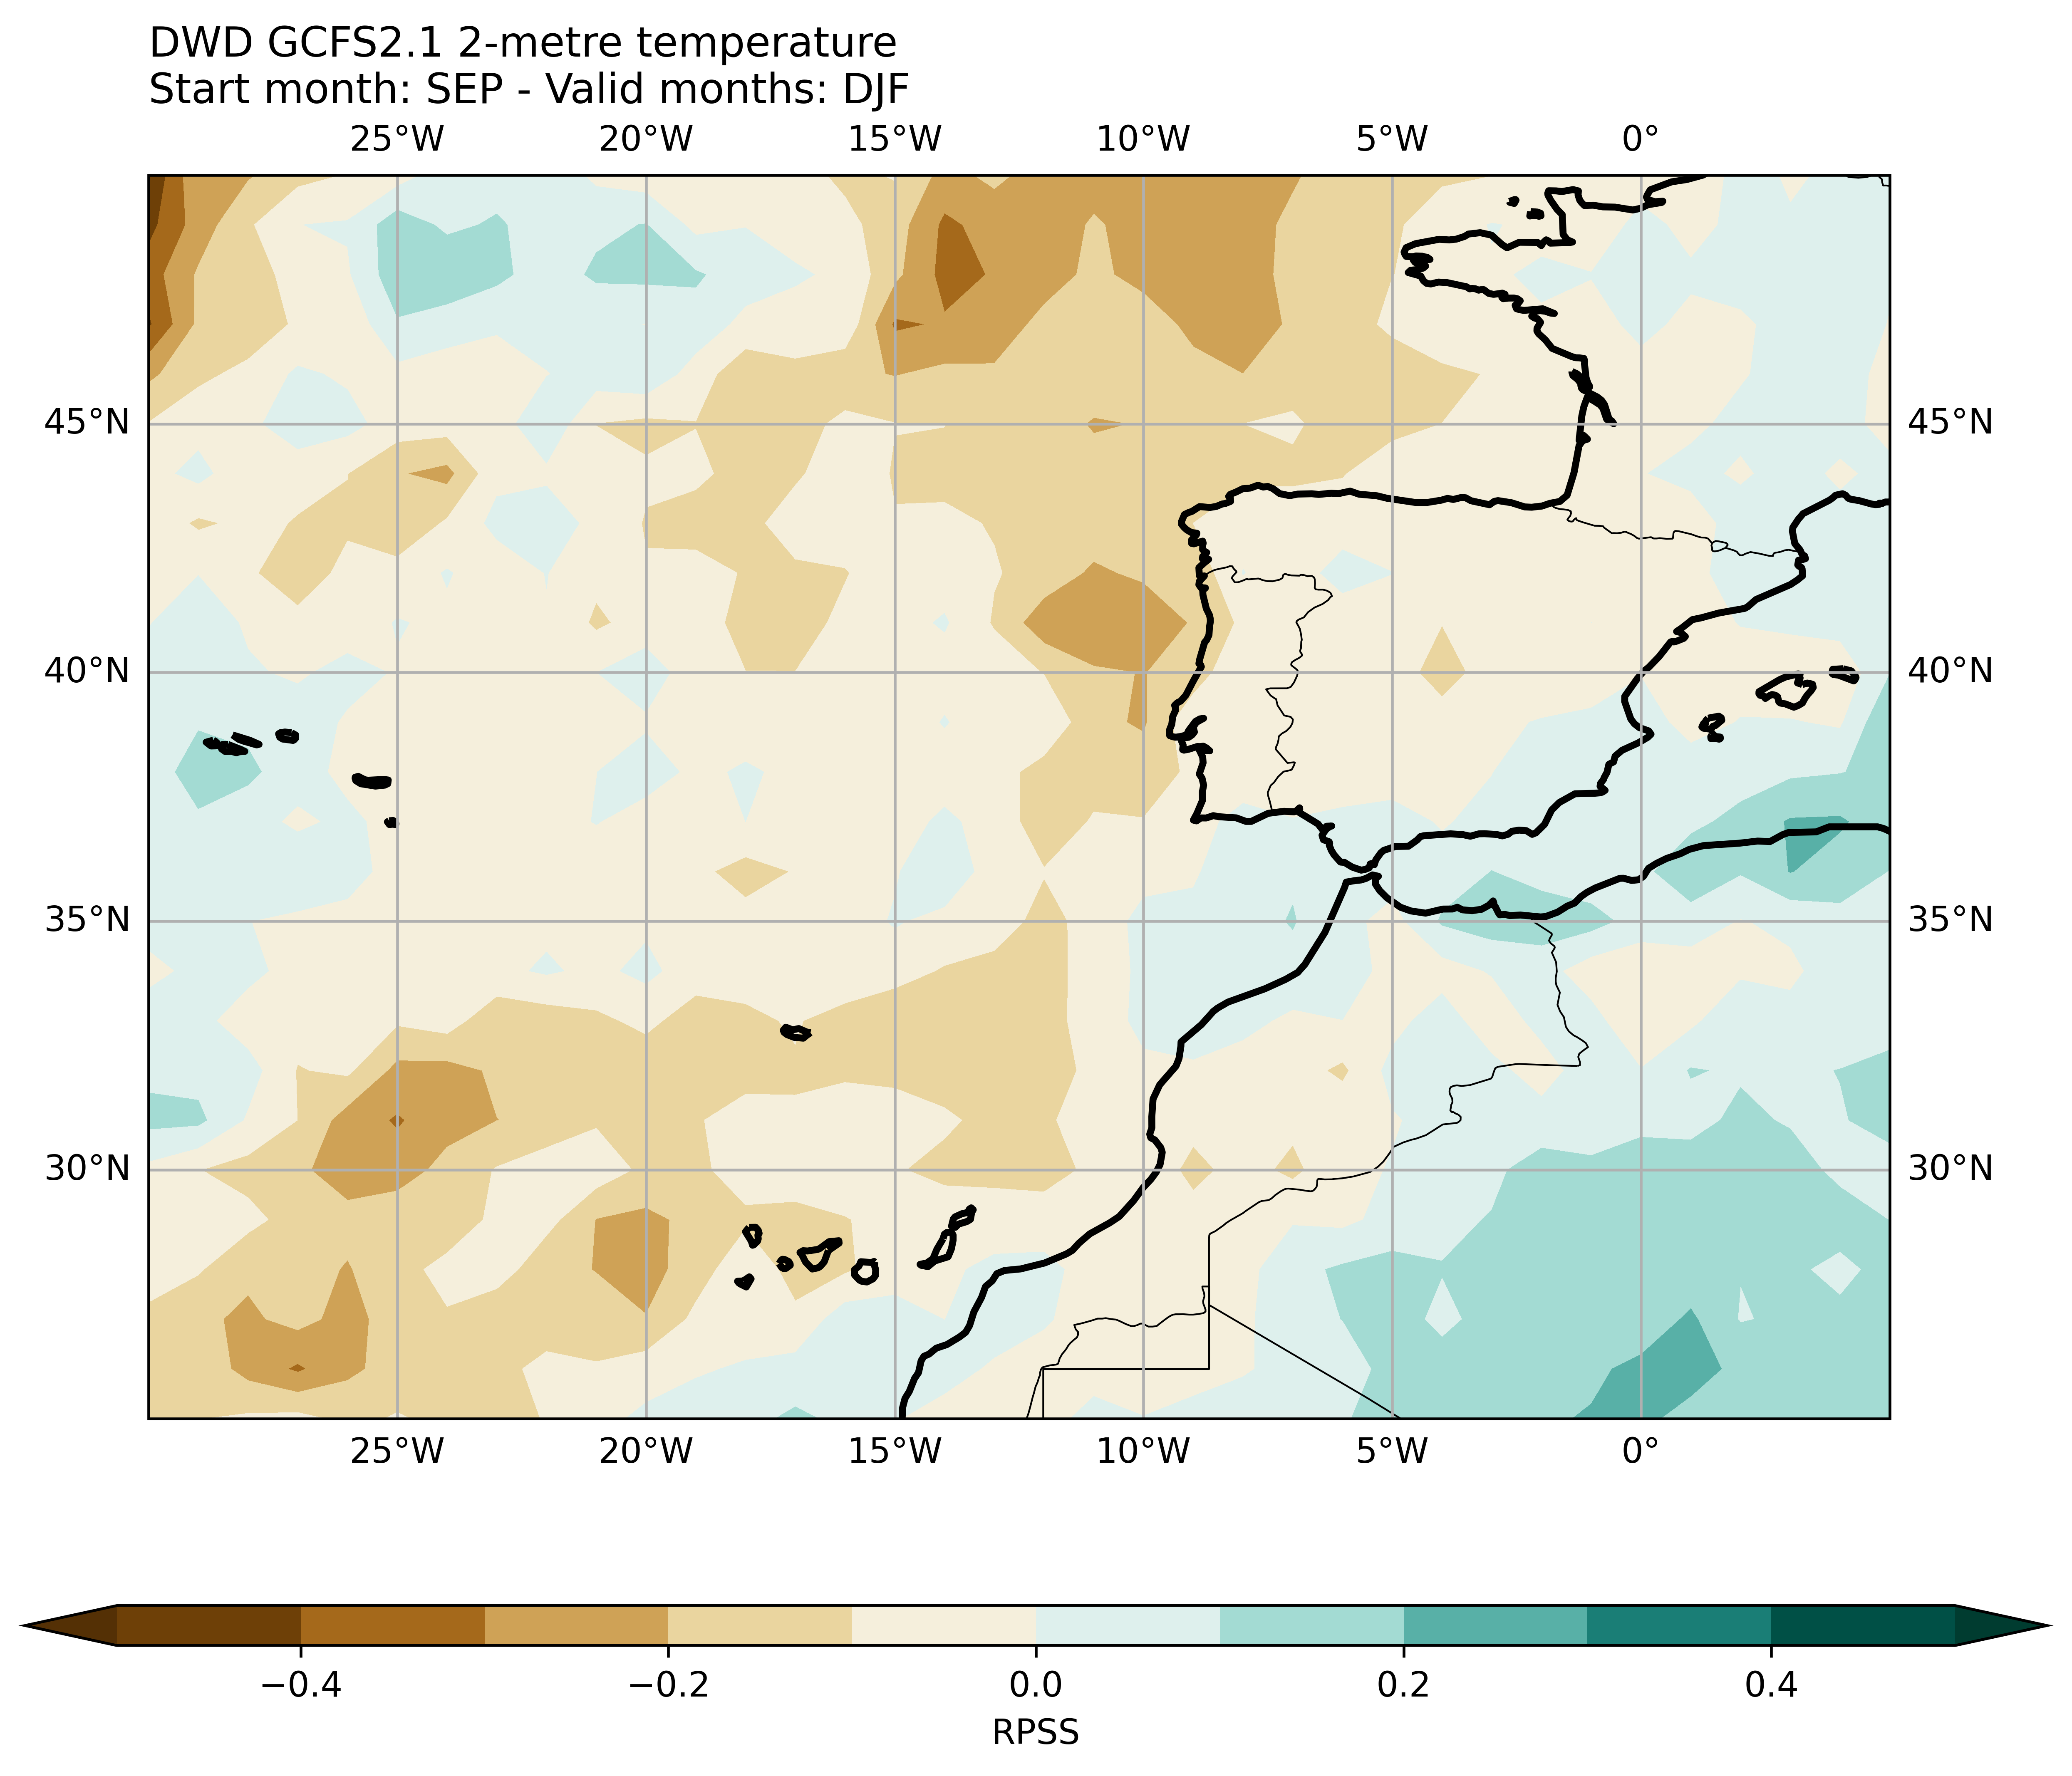 DWD GCFS2.1 2-metre temperature
Start month: SEP - Valid months: DJF
25°W 20°W 15°W 10°W 5°W 0°
45°N 45°N
40°N 40°N
35°N 35°N
30°N 30°N
25°W 20°W 15°W 10°W 5°W 0°
−0.4 −0.2 0.0 0.2 0.4
RPSS